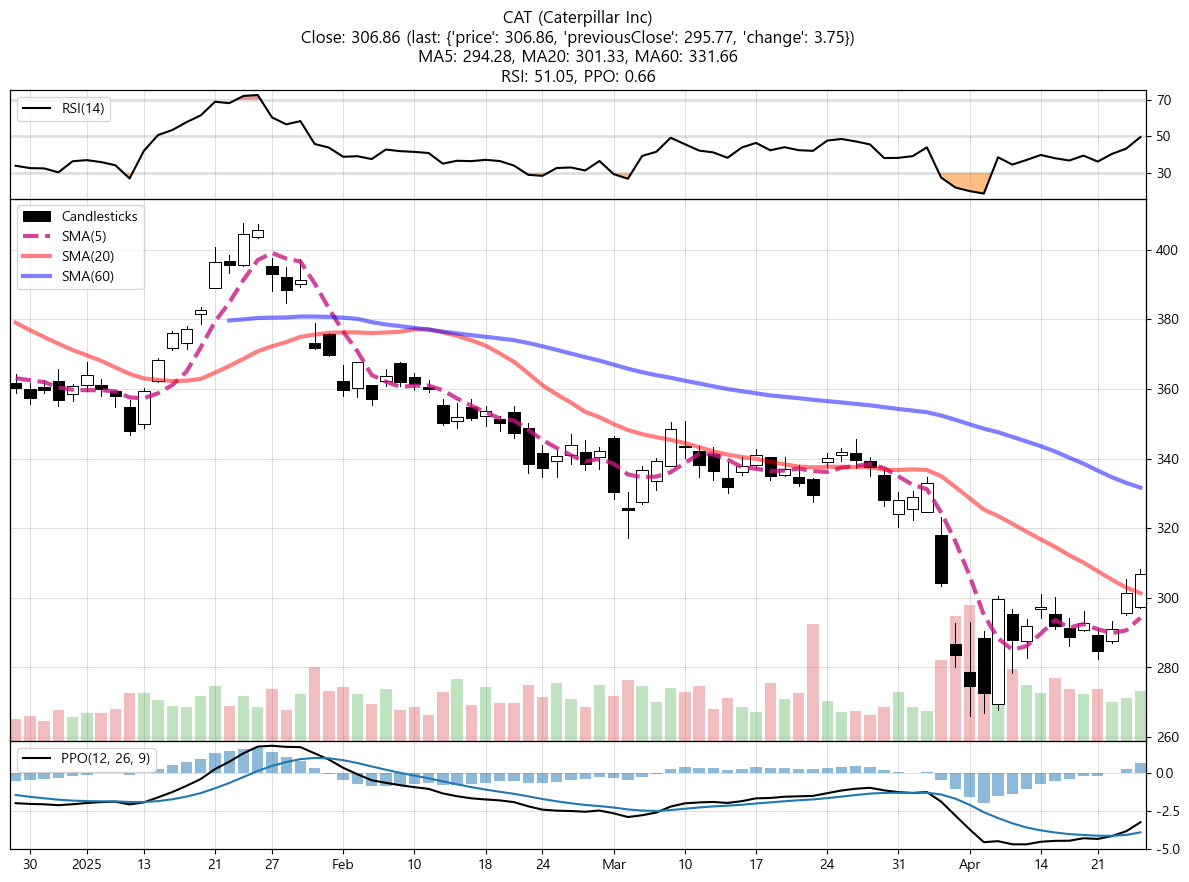 CAT (Caterpillar Inc)
Close: 306.86 (last: {'price': 306.86, 'previousClose': 295.77, 'change': 3.75})
MA5: 294.28, MA20: 301.33, MA60: 331.66
RSI: 51.05, PPO: 0.66
RSI(14)
70
50
30
Candlesticks
SMA(5)
SMA(20)
SMA(60)
400
380
360
340
320
300
280
260
PPO(12, 26, 9)
0.0
-2.5
-5.0
30 2025 13 21 27 Feb 10 18 24 Mar 10 17 24 31 Apr 14 21